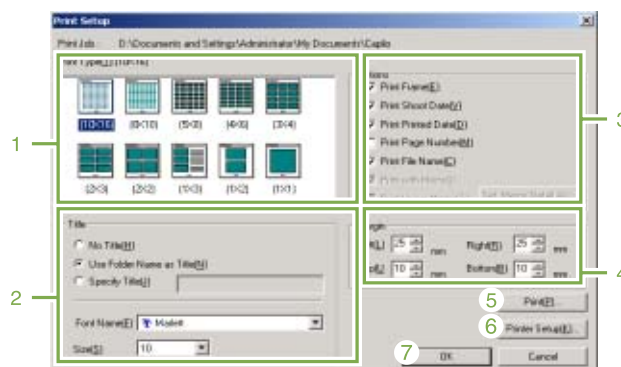 Print Setup
Print Job: D:\Documents and Settings\Administrator\My Documents\Caplio
(10×16)
(8×10) (5×8) (4×6) (3×4)
(2×3) (2×2) (1×3) (1×2) (1×1)
1
Print Frame(E)
Print Shoot Date(V)
Print Printed Date(D)
Print Page Number(M)
Print File Name(C)
3
Title
No Title(H)
Use Folder Name as Title(N)
Specify Title(J)
Font Name(F) Marlett
Size(S) 10
2
25 mm Right(R) 25 mm
10 mm Bottom(B) 10 mm
4
5 Print(P)...
6 Printer Setup(K)...
7 OK Cancel